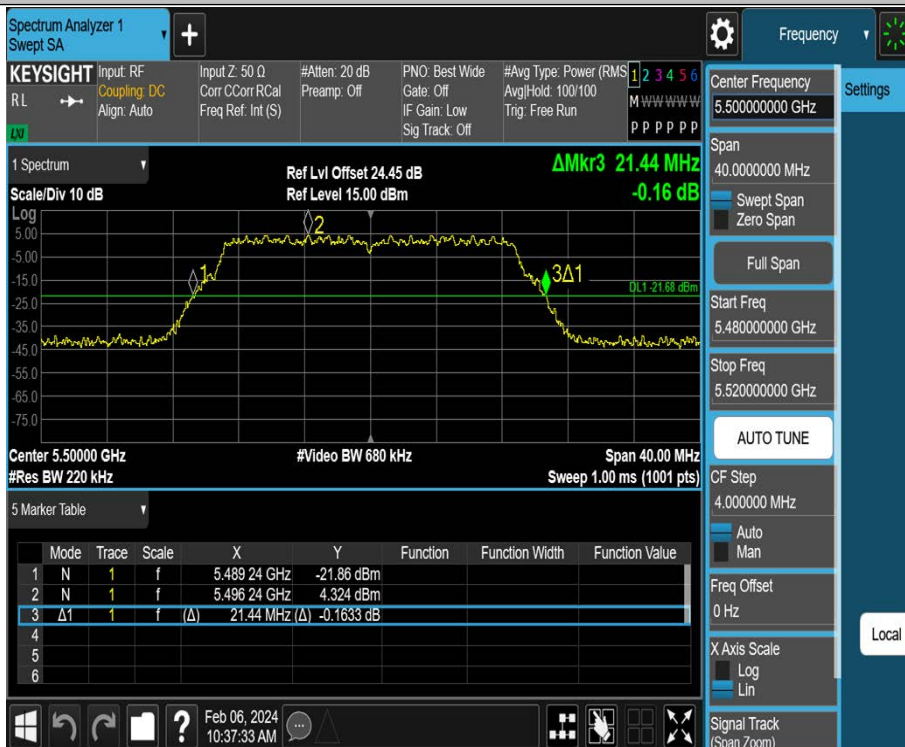 Spectrum Analyzer 1
Swept SA
+
Frequency
KEYSIGHT
R L
LXI
Input: RF
Coupling: DC
Align: Auto
Input Z: 50 Ω
Corr CCorr RCal
Freq Ref: Int (S)
#Atten: 20 dB
Preamp: Off
PNO: Best Wide
Gate: Off
IF Gain: Low
Sig Track: Off
#Avg Type: Power (RMS
Avg|Hold: 100/100
Trig: Free Run
1 2 3 4 5 6
M W W W W W
P P P P P P
1 Spectrum
Scale/Div 10 dB
Ref Lvl Offset 24.45 dB
Ref Level 15.00 dBm
ΔMkr3 21.44 MHz
-0.16 dB
Log
5.00
-5.00
-15.0
-25.0
-35.0
-45.0
-55.0
-65.0
-75.0
1
2
3Δ1
DL1 -21.68 dBm
Center 5.50000 GHz
#Video BW 680 kHz
Span 40.00 MHz
#Res BW 220 kHz
Sweep 1.00 ms (1001 pts)
5 Marker Table
Mode Trace Scale X Y Function Function Width Function Value
1 N 1 f 5.489 24 GHz -21.86 dBm
2 N 1 f 5.496 24 GHz 4.324 dBm
3 Δ1 1 f (Δ) 21.44 MHz (Δ) -0.1633 dB
4
5
6
Feb 06, 2024
10:37:33 AM
?
Center Frequency
5.500000000 GHz
Span
40.0000000 MHz
Swept Span
Zero Span
Full Span
Start Freq
5.480000000 GHz
Stop Freq
5.520000000 GHz
AUTO TUNE
CF Step
4.000000 MHz
Auto
Man
Freq Offset
0 Hz
X Axis Scale
Log
Lin
Signal Track
(Span Zoom)
Settings
Local